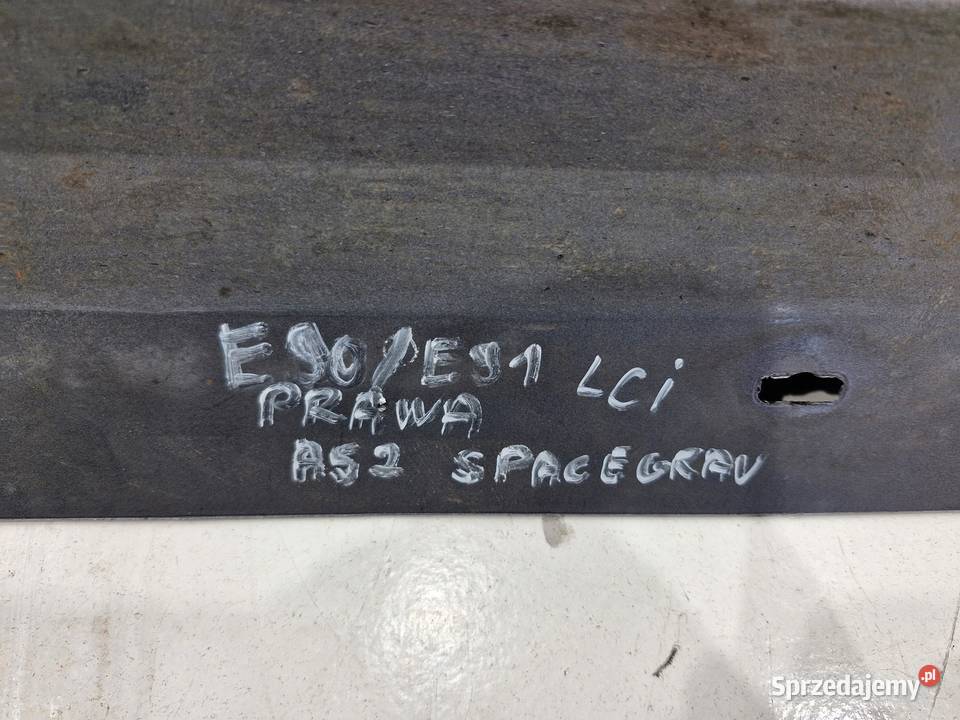 E90/E91 LCi
PRAWA
A52 SPACEGRAU
Sprzedajemy.pl